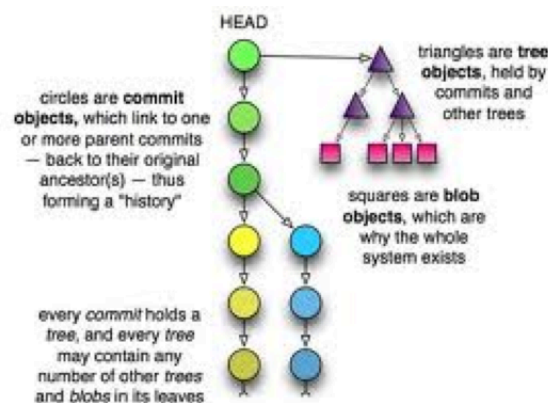 HEAD
triangles are tree
objects, held by
commits and
other trees
circles are commit
objects, which link to one
or more parent commits
— back to their original
ancestor(s) — thus
forming a "history"
squares are blob
objects, which are
why the whole
system exists
every commit holds a
tree, and every tree
may contain any
number of other trees
and blobs in its leaves